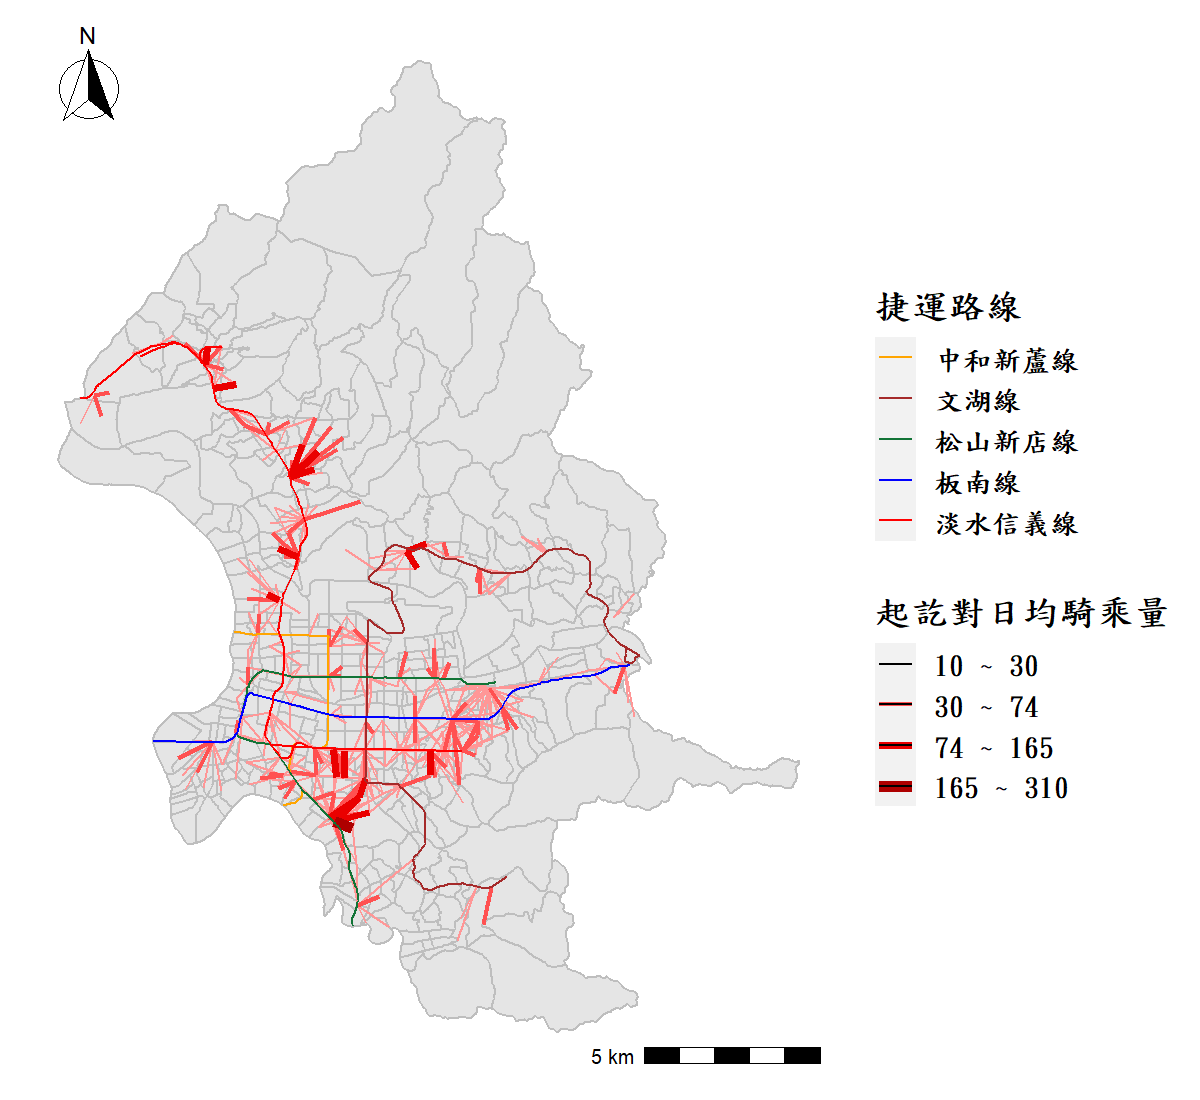 N
捷運路線
中和新蘆線
文湖線
松山新店線
板南線
淡水信義線
起訖對日均騎乘量
10 ~ 30
30 ~ 74
74 ~ 165
165 ~ 310
5 km